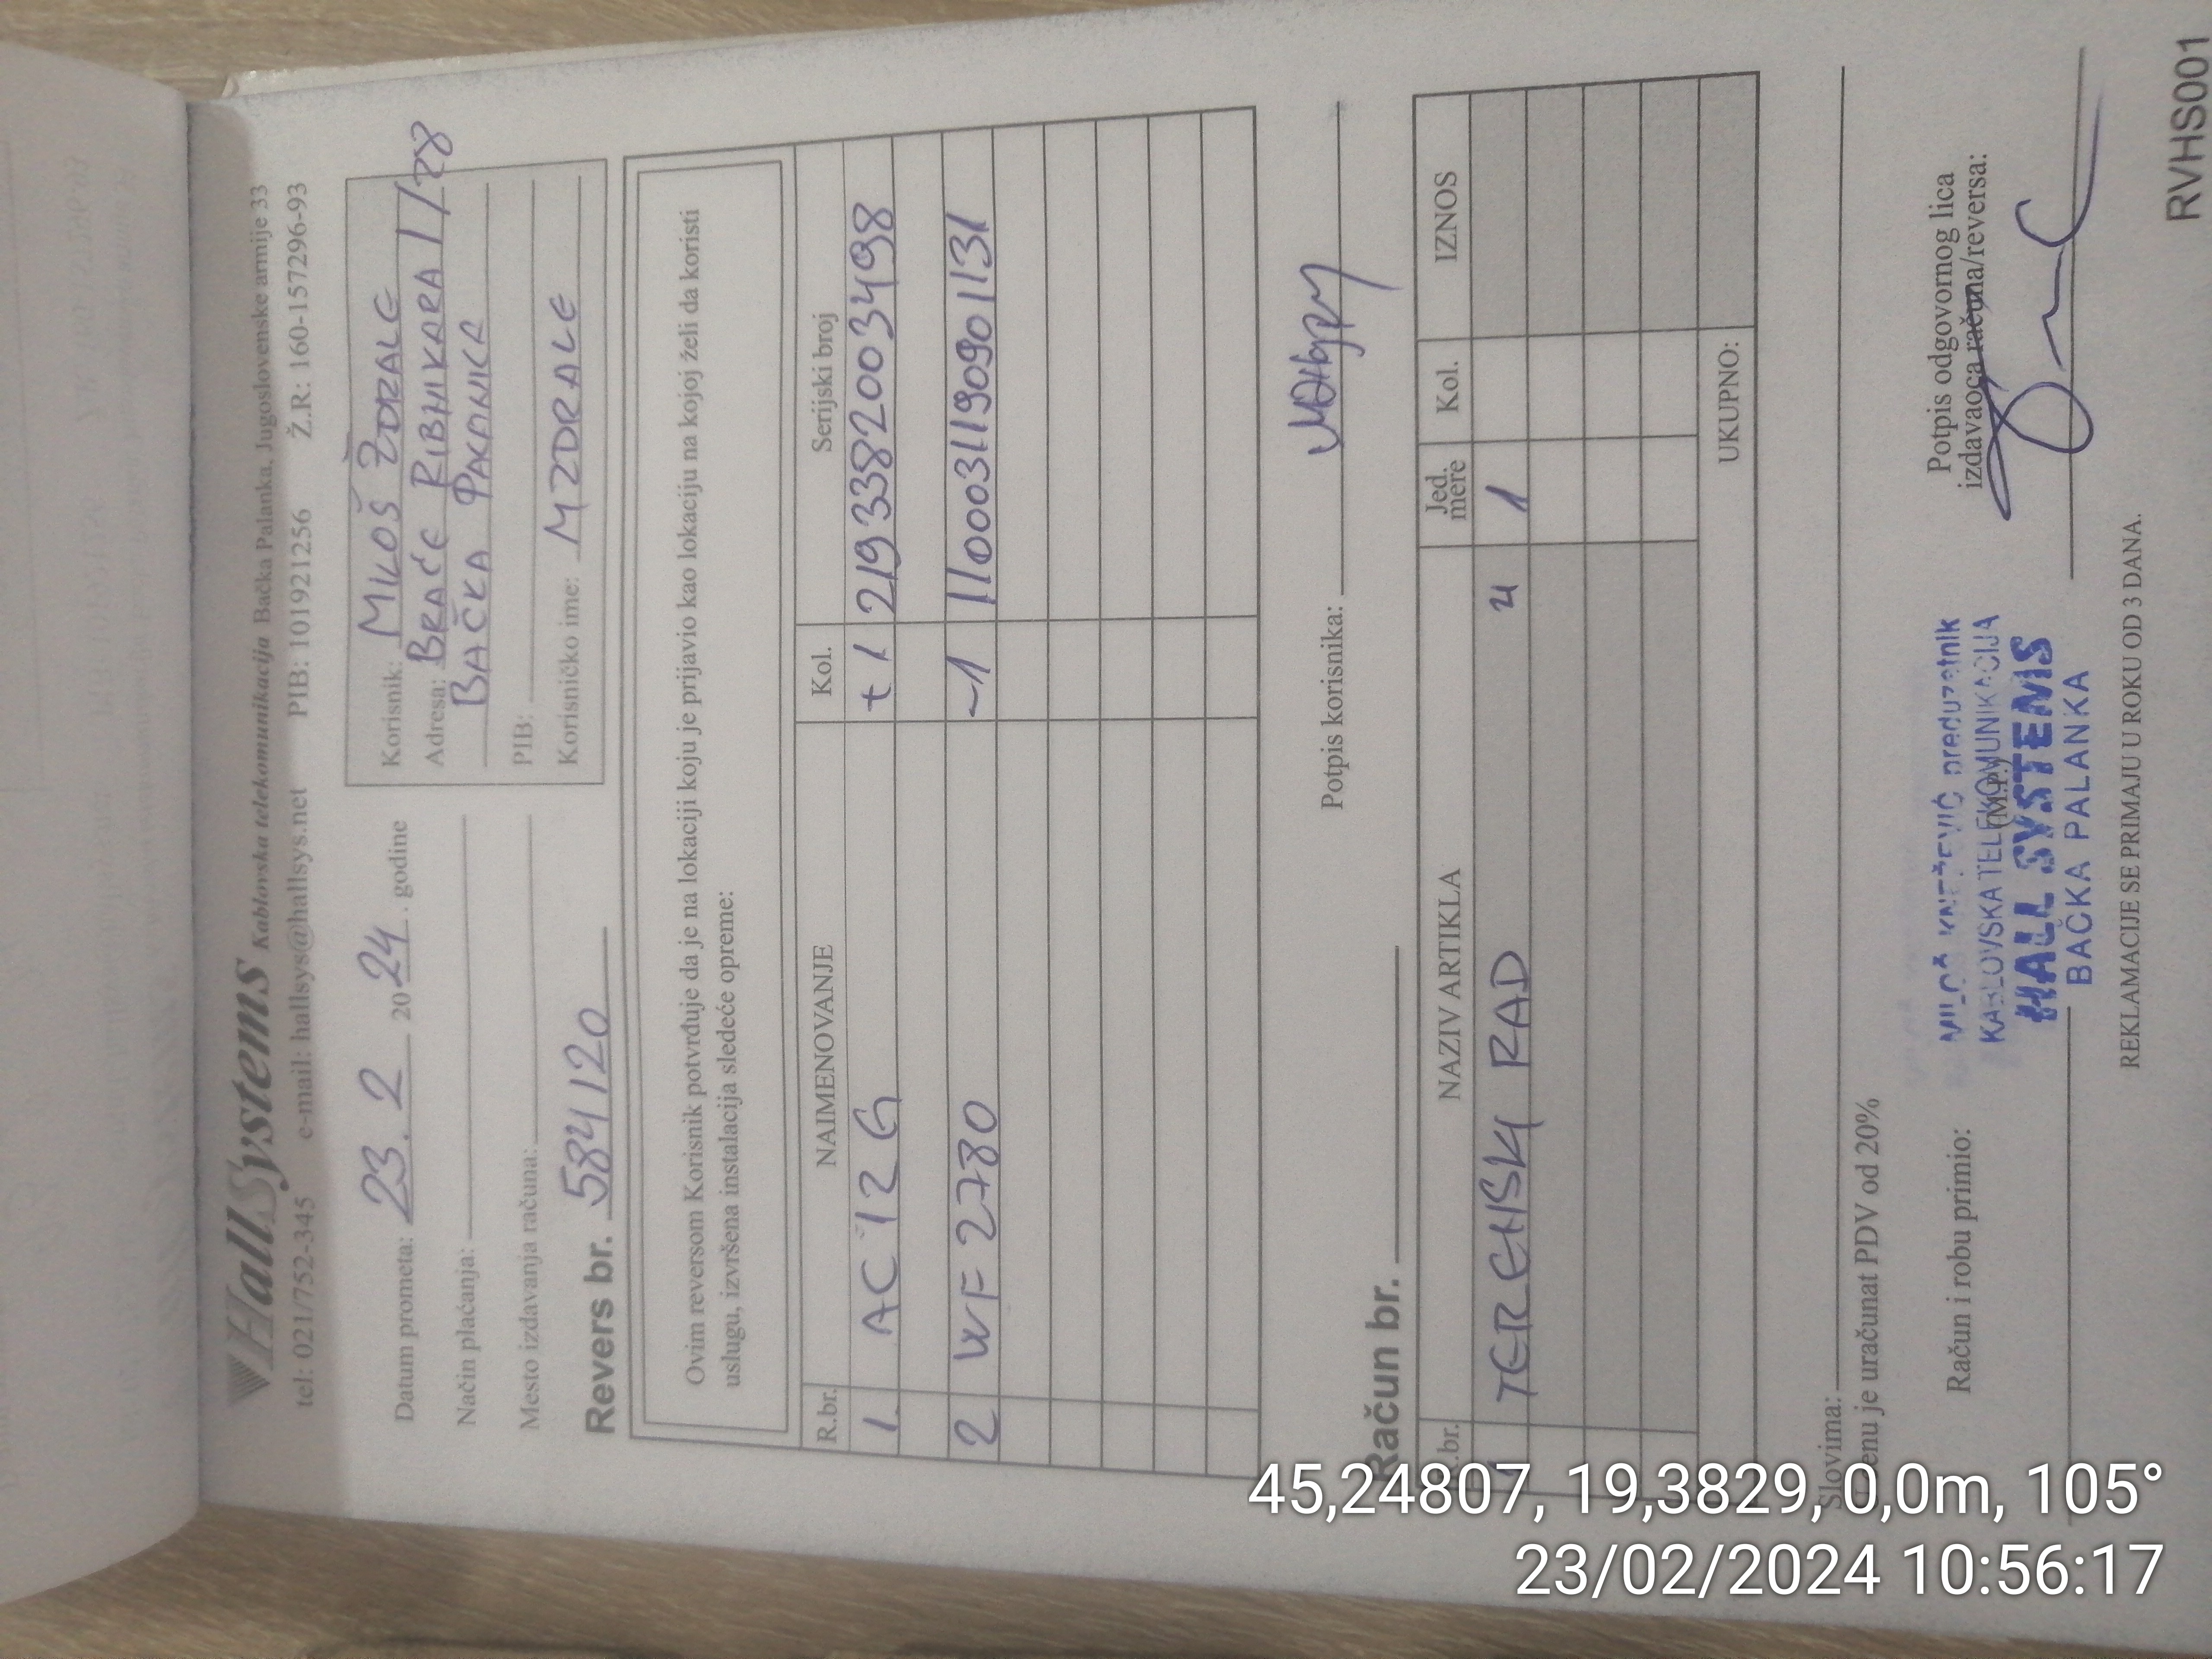 HallSystems Kablovska telekomunikacija Bačka Palanka, Jugoslovenske armije 33
tel: 021/752-345 e-mail: hallsys@hallsys.net PIB: 101921256 Ž.R: 160-157296-93
Datum prometa: 23. 2 2024. godine
Način plaćanja:
Mesto izdavanja računa:
Revers br. 584120
Korisnik: MILOŠ ŽDRALE
Adresa: BRAĆE RIBNIKARA 1/28
BAČKA PALANKA
PIB:
Korisničko ime: MZDRALE
Ovim reversom Korisnik potvrđuje da je na lokaciji koju je prijavio kao lokaciju na kojoj želi da koristi
uslugu, izvršena instalacija sledeće opreme:
R.br. NAIMENOVANJE Kol. Serijski broj
1. AC12G +1 2193382003498
2 WF2780 -1 1100031190901131
Potpis korisnika:
Račun br.
.br. NAZIV ARTIKLA Jed. mere Kol. IZNOS
TERENSKI RAD 1
UKUPNO:
Slovima:
enu je uračunat PDV od 20%
Račun i robu primio:
Potpis odgovornog lica
izdavaoca računa/reversa:
(M.P.)
preduzetnik
KABLOVSKA TELEKOMUNIKACIJA
HALL SYSTEMS
BAČKA PALANKA
REKLAMACIJE SE PRIMAJU U ROKU OD 3 DANA.
RVHS001
45,24807, 19,3829, 0,0m, 105°
23/02/2024 10:56:17